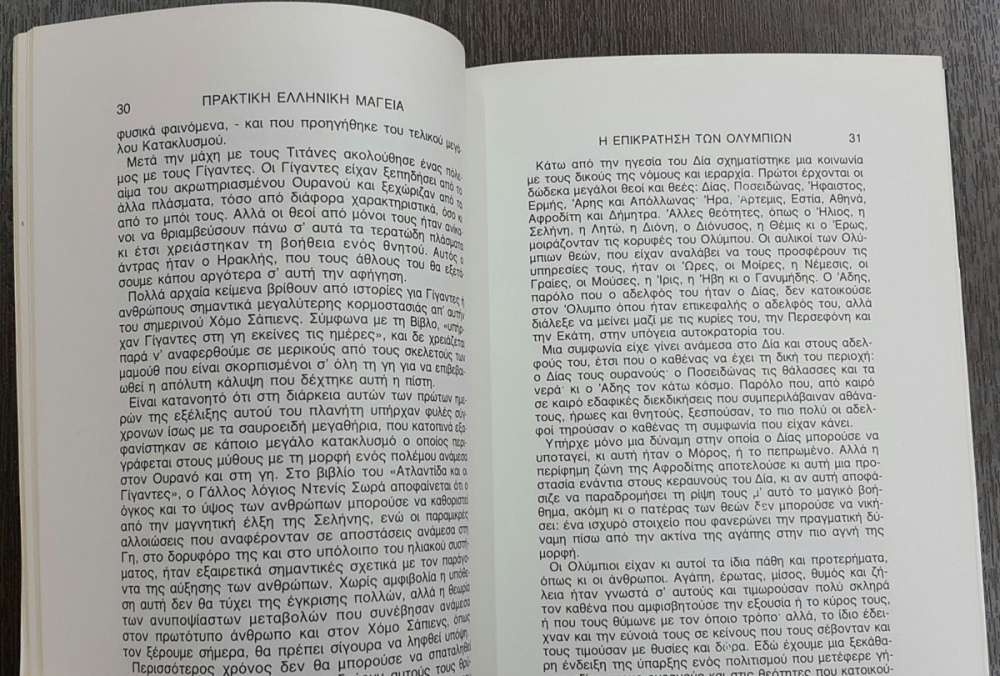 30 ΠΡΑΚΤΙΚΗ ΕΛΛΗΝΙΚΗ ΜΑΓΕΙΑ
φυσικά φαινόμενα, - και που προηγήθηκε του τελικού μεγά-
λου Κατακλυσμού.
Μετά την μάχη με τους Τιτάνες ακολούθησε ένας πόλε-
μος με τους Γίγαντες. Οι Γίγαντες είχαν ξεπηδήσει από το
αίμα του ακρωτηριασμένου Ουρανού και ξεχώριζαν από τα
άλλα πλάσματα, τόσο από διάφορα χαρακτηριστικά, όσο κι
από το μπόι τους. Αλλά οι θεοί από μόνοι τους ήταν ανίκα-
νοι να θριαμβεύσουν πάνω σ' αυτά τα τερατώδη πλάσματα
κι έτσι χρειάστηκαν τη βοήθεια ενός θνητού. Αυτός ο
άντρας ήταν ο Ηρακλής, που τους άθλους του θα εξετά-
σουμε κάπου αργότερα σ' αυτή την αφήγηση.
Πολλά αρχαία κείμενα βρίθουν από ιστορίες για Γίγαντες ή
ανθρώπους σημαντικά μεγαλύτερης κορμοστασιάς απ' αυτήν
του σημερινού Χόμο Σάπιενς. Σύμφωνα με τη Βίβλο, «υπήρ-
χαν Γίγαντες στη γη εκείνες τις ημέρες», και δε χρειάζεται
παρά ν' αναφερθούμε σε μερικούς από τους σκελετούς των
μαμούθ που είναι σκορπισμένοι σ' όλη τη γη για να επιβεβαι-
ωθεί η απόλυτη κάλυψη που δέχτηκε αυτή η πίστη.
Είναι κατανοητό ότι στη διάρκεια αυτών των πρώτων ημε-
ρών της εξέλιξης αυτού του πλανήτη υπήρχαν φυλές σύγ-
χρονων ίσως με τα σαυροειδή μεγαθήρια, που κατοπινά εξα-
φανίστηκαν σε κάποιο μεγάλο κατακλυσμό ο οποίος περι-
γράφεται στους μύθους με τη μορφή ενός πολέμου ανάμεσα
στον Ουρανό και στη γη. Στο βιβλίο του «Ατλαντίδα και οι
Γίγαντες», ο Γάλλος λόγιος Ντενίς Σωρά αποφαίνεται ότι ο
όγκος και το ύψος των ανθρώπων μπορούσε να καθοριστεί
από την μαγνητική έλξη της Σελήνης, ενώ οι παραμικρές
αλλοιώσεις που αναφέρονταν σε αποστάσεις ανάμεσα στη
Γη, στο δορυφόρο της και στο υπόλοιπο του ηλιακού συστή-
ματος, ήταν εξαιρετικά σημαντικές σχετικά με τον παράγο-
ντα της αύξησης των ανθρώπων. Χωρίς αμφιβολία η υπόθε-
ση αυτή δεν θα τύχει της έγκρισης πολλών, αλλά η θεωρία
των ανυποψίαστων μεταβολών που συνέβησαν ανάμεσα
στον πρωτότυπο άνθρωπο και στον Χόμο Σάπιενς, όπως
τον ξέρουμε σήμερα, θα πρέπει σίγουρα να ληφθεί υπόψη.
Περισσότερος χρόνος δεν θα μπορούσε να σπαταληθεί
αυτούς τους
Η ΕΠΙΚΡΑΤΗΣΗ ΤΩΝ ΟΛΥΜΠΙΩΝ 31
Κάτω από την ηγεσία του Δία σχηματίστηκε μια κοινωνία
με τους δικούς της νόμους και ιεραρχία. Πρώτοι έρχονται οι
δώδεκα μεγάλοι θεοί και θεές: Δίας, Ποσειδώνας, Ήφαιστος,
Ερμής, Άρης και Απόλλωνας· Ήρα, Άρτεμις, Εστία, Αθηνά,
Αφροδίτη και Δήμητρα. Άλλες θεότητες, όπως ο Ήλιος, η
Σελήνη, η Λητώ, η Διόνη, ο Διόνυσος, η Θέμις κι ο Έρως,
μοιράζονταν τις κορυφές του Ολύμπου. Οι αυλικοί των Ολύ-
μπιων θεών, που είχαν αναλάβει να τους προσφέρουν τις
υπηρεσίες τους, ήταν οι Ώρες, οι Μοίρες, η Νέμεσις, οι
Γραίες, οι Μούσες, η Ίρις, η Ήβη κι ο Γανυμήδης. Ο Άδης,
παρόλο που ο αδελφός του ήταν ο Δίας, δεν κατοικούσε
στον Όλυμπο όπου ήταν επικεφαλής ο αδελφός του, αλλά
διάλεξε να μείνει μαζί με τις κυρίες του, την Περσεφόνη και
την Εκάτη, στην υπόγεια αυτοκρατορία του.
Μια συμφωνία είχε γίνει ανάμεσα στο Δία και στους αδελ-
φούς του, έτσι που ο καθένας να έχει τη δική του περιοχή:
ο Δίας τους ουρανούς· ο Ποσειδώνας τις θάλασσες και τα
νερά· κι ο Άδης τον κάτω κόσμο. Παρόλο που, από καιρό
σε καιρό εδαφικές διεκδικήσεις που συμπεριλάβαιναν αθάνα-
τους, ήρωες και θνητούς, ξεσπούσαν, το πιο πολύ οι αδελ-
φοί τηρούσαν ο καθένας τη συμφωνία που είχαν κάνει.
Υπήρχε μόνο μια δύναμη στην οποία ο Δίας μπορούσε να
υποταγεί, κι αυτή ήταν ο Μόρος, ή το πεπρωμένο. Αλλά η
περίφημη ζώνη της Αφροδίτης αποτελούσε κι αυτή μια προ-
στασία ενάντια στους κεραυνούς του Δία, κι αν αυτή αποφά-
σιζε να παραδρομήσει τη ρίψη τους μ' αυτό το μαγικό βοή-
θημα, ακόμη κι ο πατέρας των θεών δεν μπορούσε να νικήσει
ει: ένα ισχυρό στοιχείο που φανερώνει την πραγματική δύ-
ναμη πίσω από την ακτίνα της αγάπης στην πιο αγνή της
μορφή.
Οι Ολύμπιοι είχαν κι αυτοί τα ίδια πάθη και προτερήματα,
όπως κι οι άνθρωποι. Αγάπη, έρωτας, μίσος, θυμός και ζή-
λεια ήταν γνωστά σ' αυτούς και τιμωρούσαν πολύ σκληρά
τον καθένα που αμφισβητούσε την εξουσία ή το κύρος τους,
ή που τους θύμωνε με τον οποίο τρόπο· αλλά, το ίδιο έδει-
χναν και την εύνοιά τους σε κείνους που τους σέβονταν και
τους τιμούσαν με θυσίες και δώρα. Εδώ έχουμε μια ξεκάθα-
ρη ένδειξη της ύπαρξης ενός πολιτισμού που μετέφερε γή-
και στις θεότητες που κατοικού-